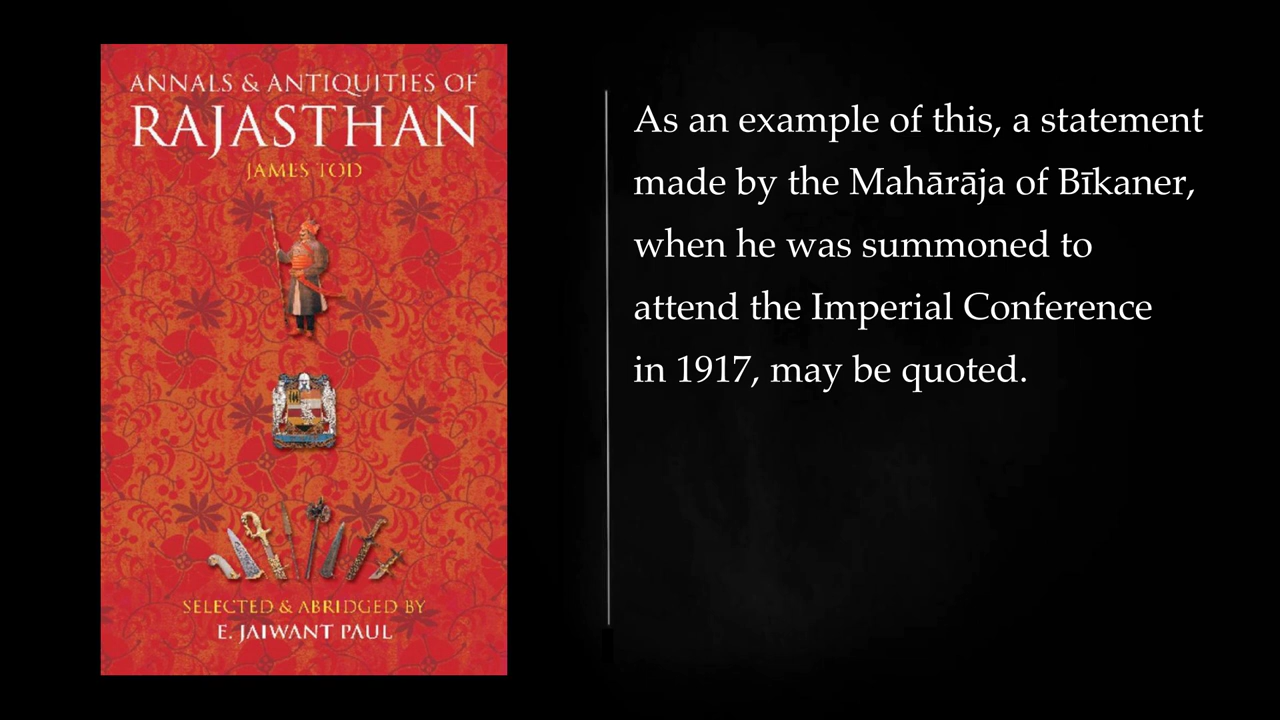 ANNALS & ANTIQUITIES OF
RAJASTHAN
JAMES TOD
SELECTED & ABRIDGED BY
E. JAIWANT PAUL
As an example of this, a statement
made by the Mahārāja of Bīkaner,
when he was summoned to
attend the Imperial Conference
in 1917, may be quoted.